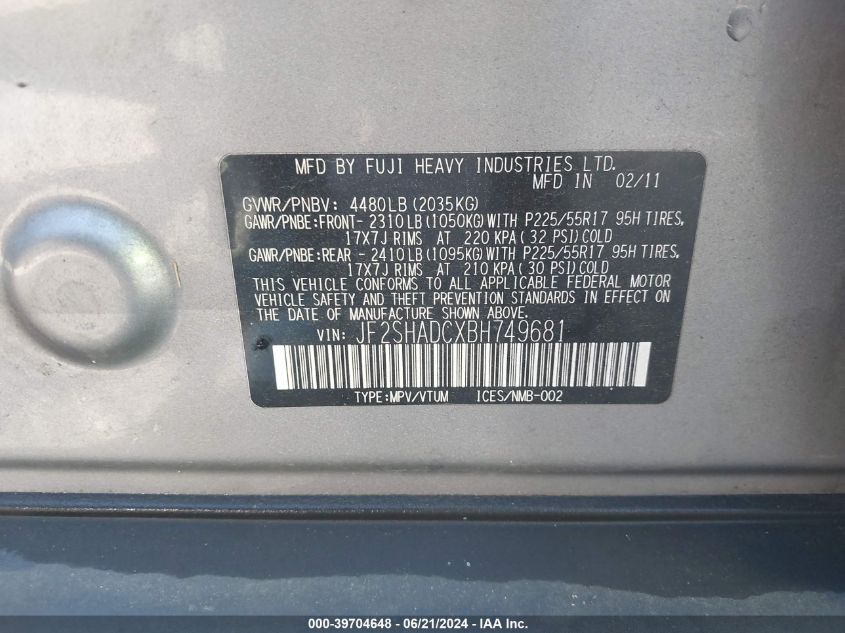 MFD BY FUJI HEAVY INDUSTRIES LTD.
MFD IN 02/11
GVWR/PNBV: 4480LB(2035KG)
GAWR/PNBE:FRONT- 2310LB(1050KG)WITH P225/55R17 95H TIRES,
17X7J RIMS AT 220 KPA( 32 PSI)COLD
GAWR/PNBE:REAR - 2410LB(1095KG)WITH P225/55R17 95H TIRES,
17X7J RIMS AT 210 KPA( 30 PSI)COLD
THIS VEHICLE CONFORMS TO ALL APPLICABLE FEDERAL MOTOR
VEHICLE SAFETY AND THEFT PREVENTION STANDARDS IN EFFECT ON
THE DATE OF MANUFACTURE SHOWN ABOVE.
VIN: JF2SHADCXBH749681
TYPE:MPV/VTUM ICES/NMB-002
000-39704648 - 06/21/2024 - IAA Inc.